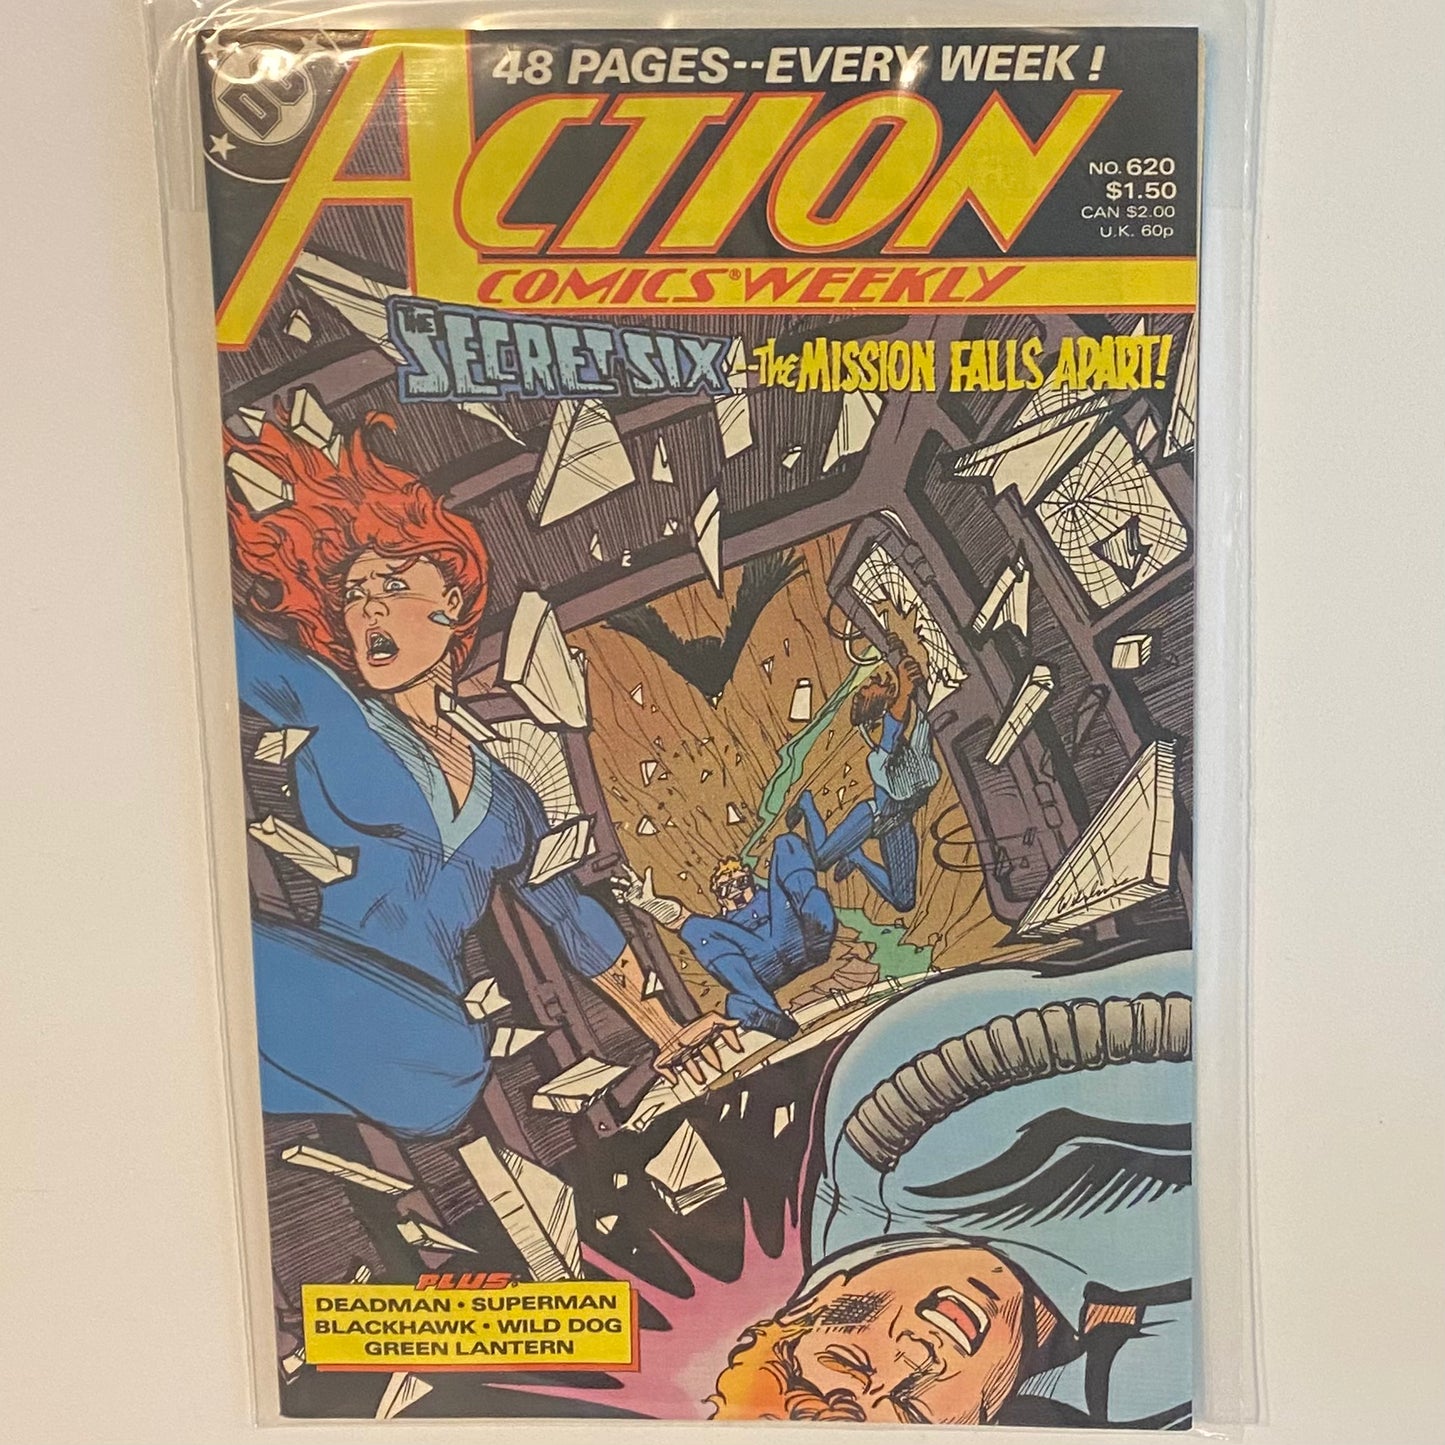 48 PAGES--EVERY WEEK!
DC
ACTION
COMICS® WEEKLY
NO. 620
$1.50
CAN $2.00
U.K. 60p
THE SECRET SIX --THE MISSION FALLS APART!
PLUS:
DEADMAN • SUPERMAN
BLACKHAWK • WILD DOG
GREEN LANTERN